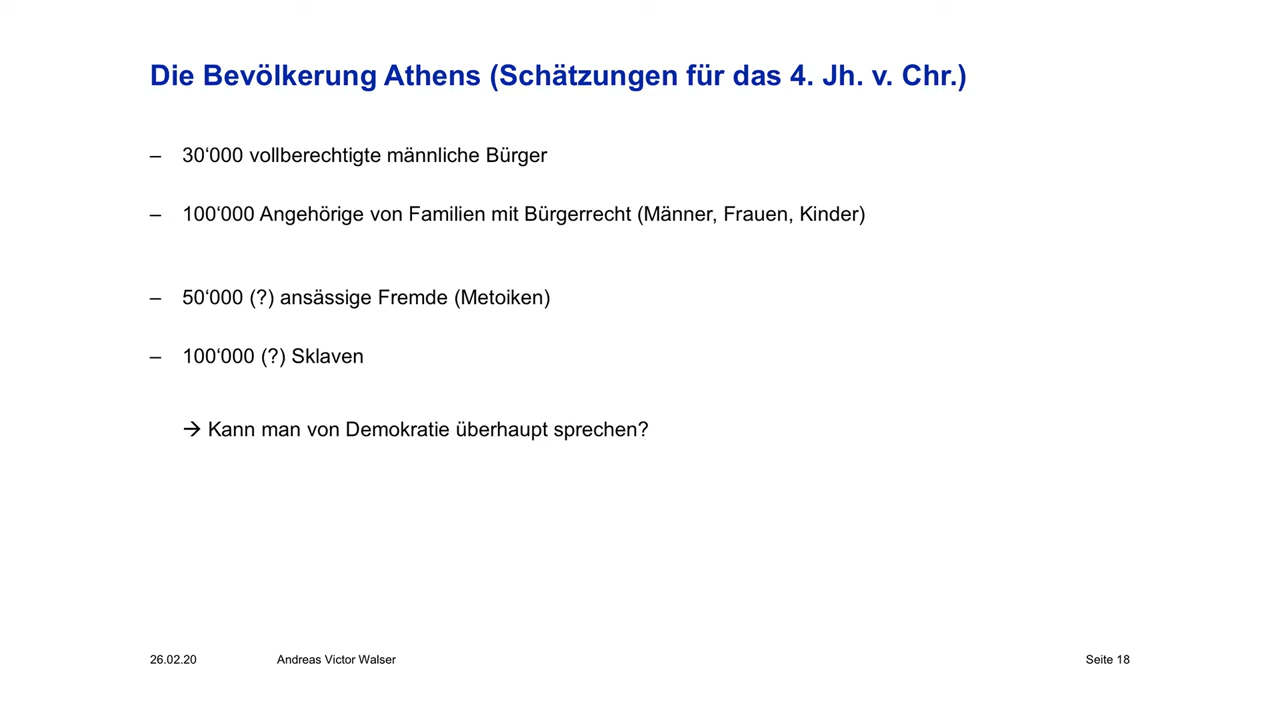 Die Bevölkerung Athens (Schätzungen für das 4. Jh. v. Chr.)
– 30‘000 vollberechtigte männliche Bürger
– 100‘000 Angehörige von Familien mit Bürgerrecht (Männer, Frauen, Kinder)
– 50‘000 (?) ansässige Fremde (Metoiken)
– 100‘000 (?) Sklaven
→ Kann man von Demokratie überhaupt sprechen?
26.02.20 Andreas Victor Walser Seite 18